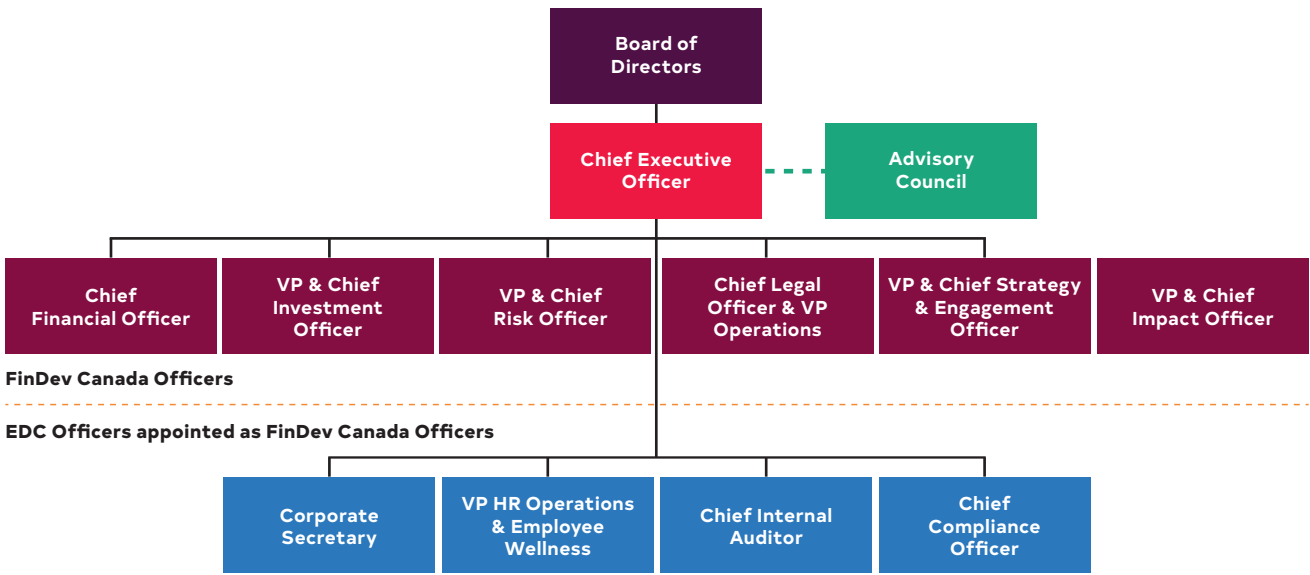 Board of
Directors
Chief Executive
Officer
Advisory
Council
Chief
Financial Officer
VP & Chief
Investment
Officer
VP & Chief
Risk Officer
Chief Legal
Officer & VP
Operations
VP & Chief Strategy
& Engagement
Officer
VP & Chief
Impact Officer
FinDev Canada Officers
EDC Officers appointed as FinDev Canada Officers
Corporate
Secretary
VP HR Operations
& Employee
Wellness
Chief Internal
Auditor
Chief
Compliance
Officer